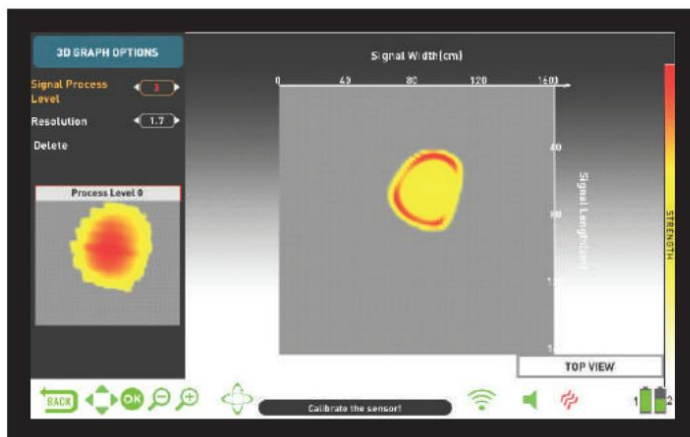 3D GRAPH OPTIONS
Signal Process
Level
3
Resolution
1.7
Delete
Process Level 0
Signal Width(cm)
0 40 80 120 160
40
80
Signal Lenght(cm)
STRENGTH
TOP VIEW
BACK
OK
Calibrate the sensor!
1 2